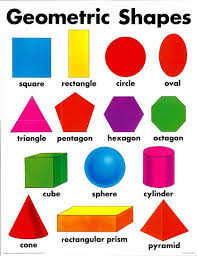 Geometric Shapes
square rectangle circle oval
triangle pentagon hexagon octagon
cube sphere cylinder
cone rectangular prism pyramid